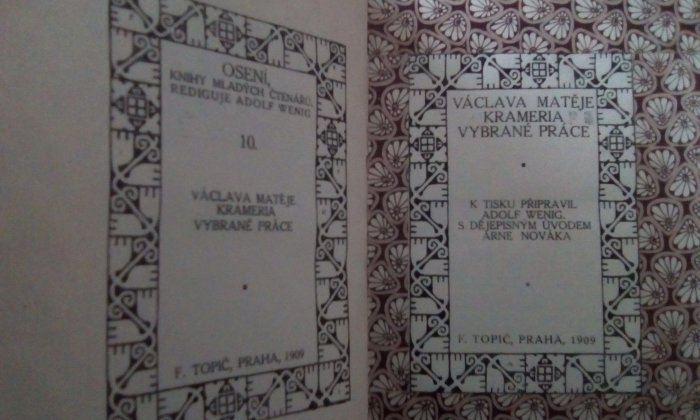 OSENÍ,
KNIHY MLADÝCH ČTENÁŘŮ.
REDIGUJE ADOLF WENIG
10.
VÁCLAVA MATĚJE
KRAMERIA
VYBRANÉ PRÁCE
F. TOPIČ, PRAHA, 1909
VÁCLAVA MATĚJE
KRAMERIA
VYBRANÉ PRÁCE
K TISKU PŘIPRAVIL
ADOLF WENIG.
S DĚJEPISNÝM ÚVODEM
ARNE NOVÁKA
F. TOPIČ, PRAHA, 1909